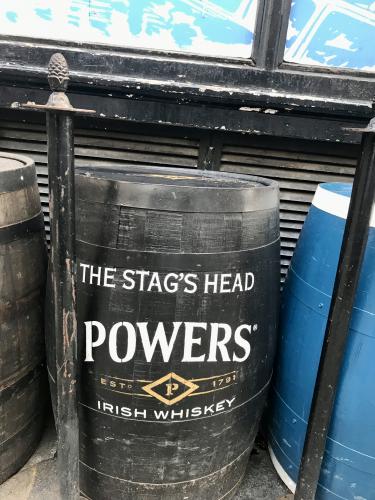 THE STAG'S HEAD
POWERS®
ESTD P 1791
IRISH WHISKEY